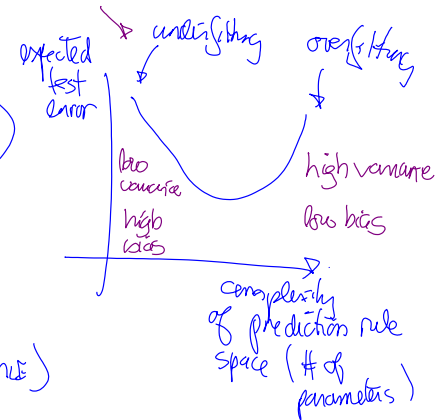 underfitting
overfitting
expected
test
error
low
variance
high
bias
high variance
low bias
complexity
of prediction rule
space (# of
parameters)